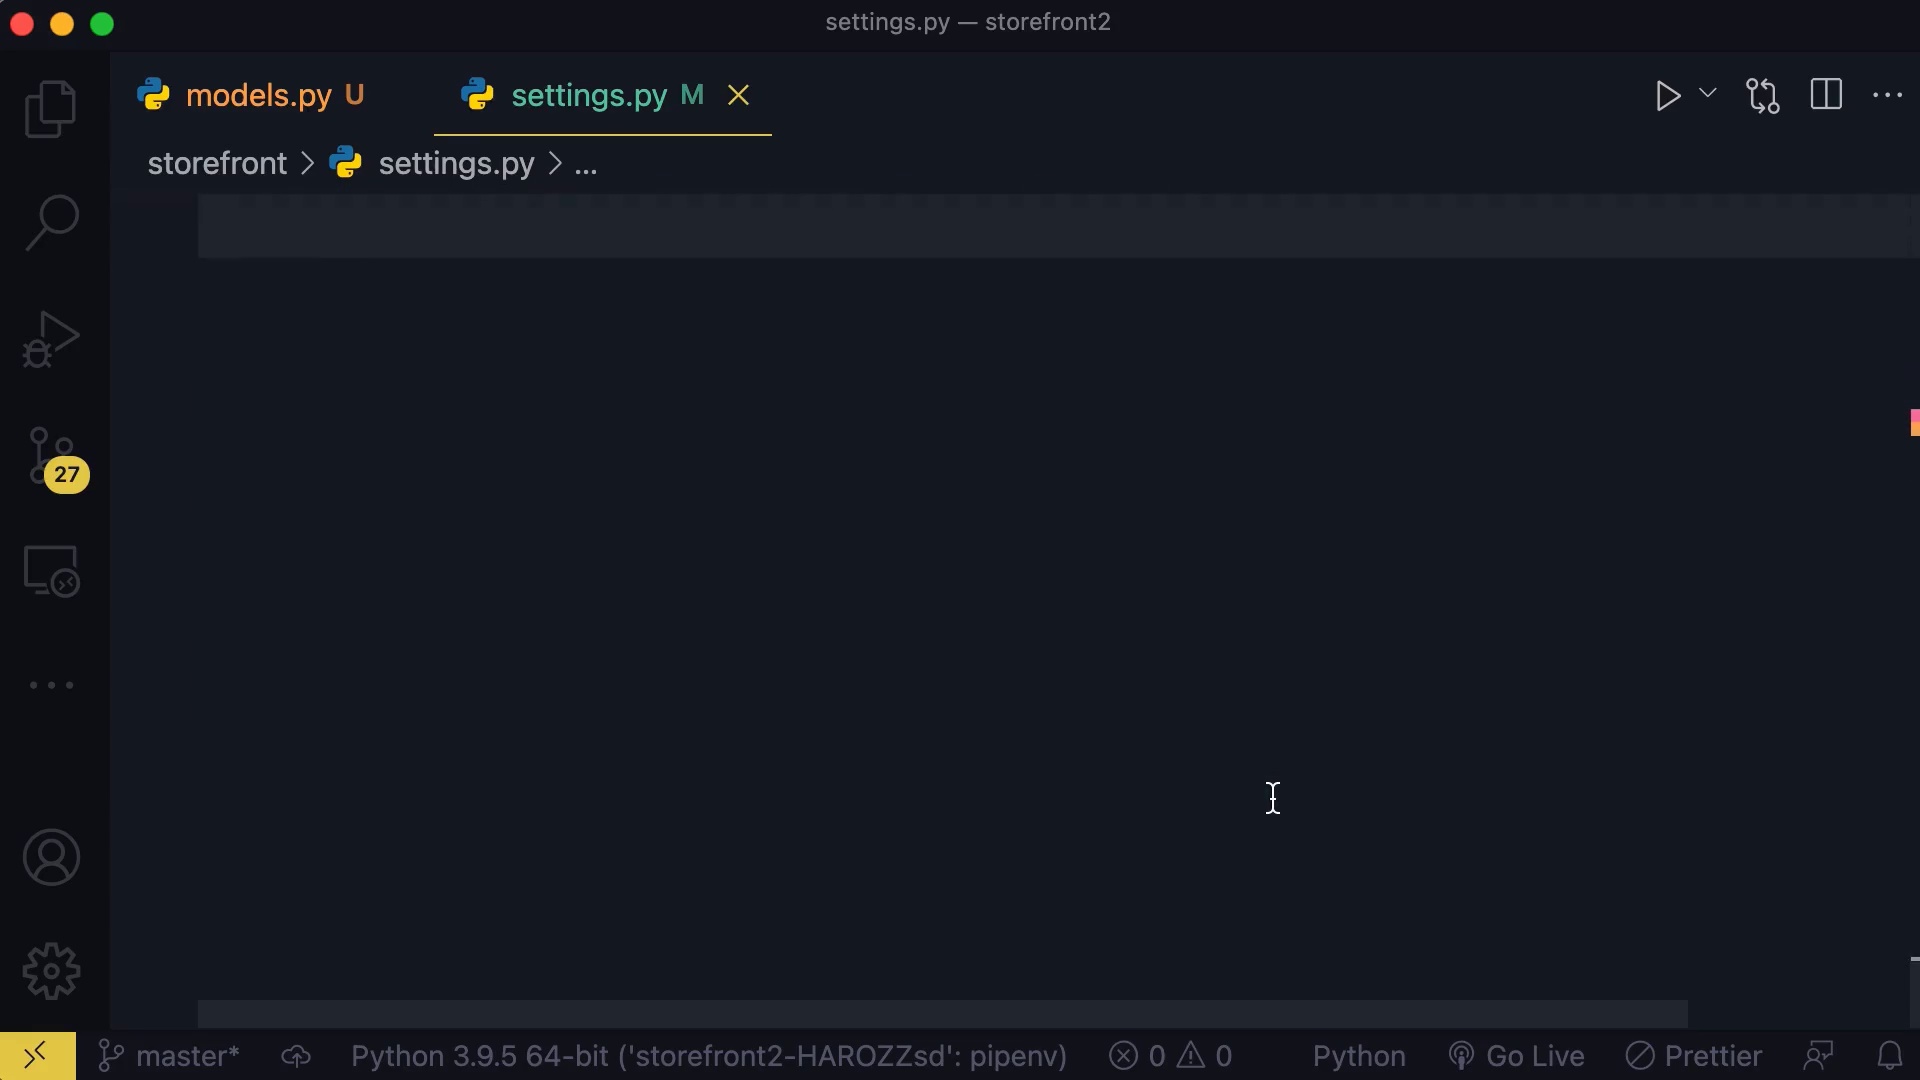 settings.py — storefront2
models.py U
settings.py M
storefront > settings.py > ...
27
master*
Python 3.9.5 64-bit ('storefront2-HAROZZsd': pipenv)
0
0
Python
Go Live
Prettier